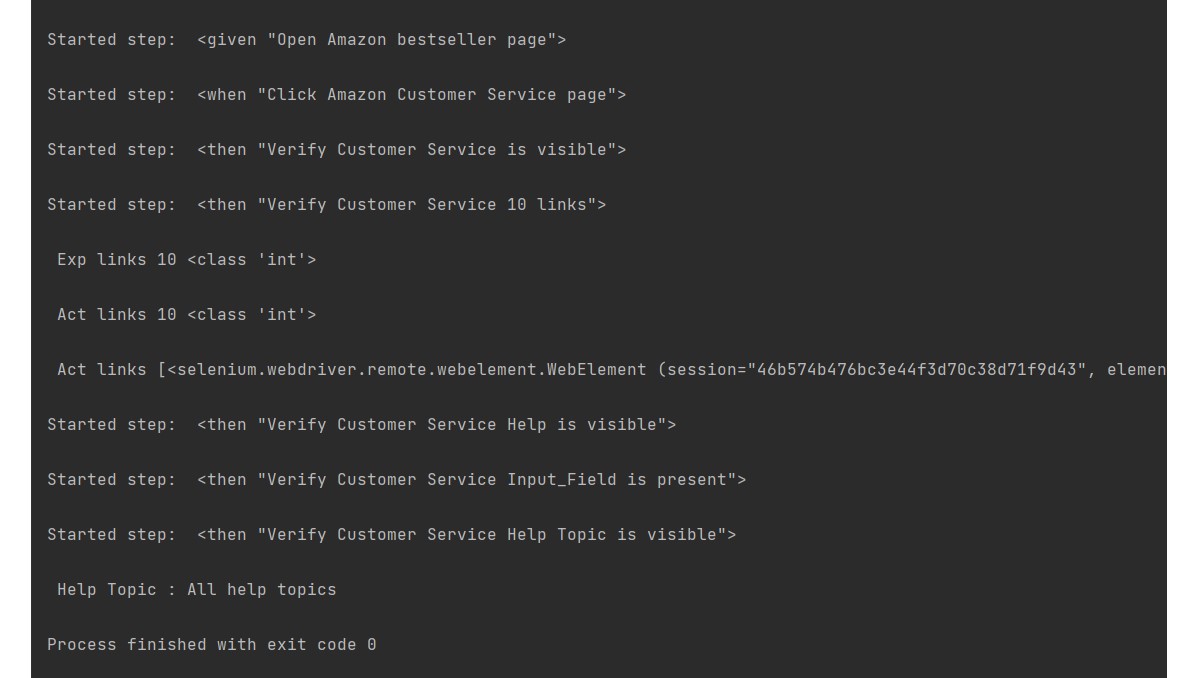 Started step:  <given "Open Amazon bestseller page">
Started step:  <when "Click Amazon Customer Service page">
Started step:  <then "Verify Customer Service is visible">
Started step:  <then "Verify Customer Service 10 links">
Exp links 10 <class 'int'>
Act links 10 <class 'int'>
Act links [<selenium.webdriver.remote.webelement.WebElement (session="46b574b476bc3e44f3d70c38d71f9d43", elemen
Started step:  <then "Verify Customer Service Help is visible">
Started step:  <then "Verify Customer Service Input_Field is present">
Started step:  <then "Verify Customer Service Help Topic is visible">
Help Topic : All help topics
Process finished with exit code 0